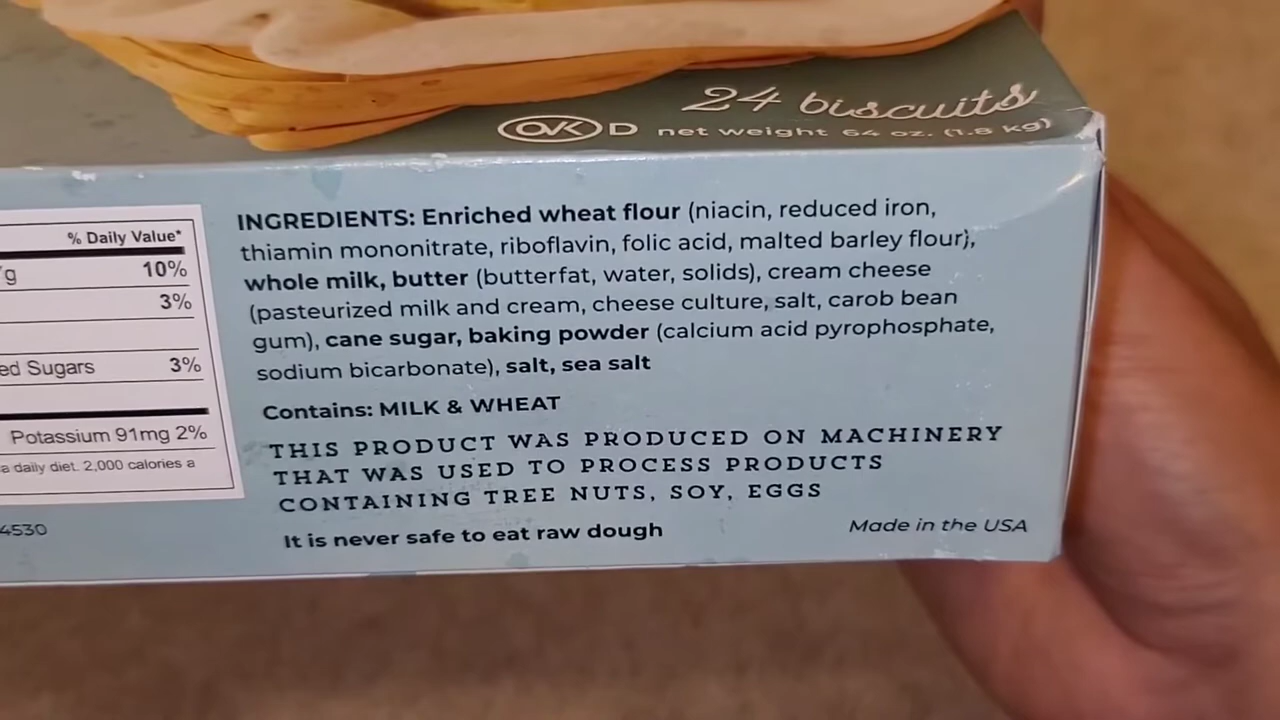 24 biscuits
OVK D net weight 64 oz. (1.8 kg)
% Daily Value*
g 10%
3%
ed Sugars 3%
Potassium 91mg 2%
a daily diet. 2,000 calories a
4530
INGREDIENTS: Enriched wheat flour (niacin, reduced iron,
thiamin mononitrate, riboflavin, folic acid, malted barley flour),
whole milk, butter (butterfat, water, solids), cream cheese
(pasteurized milk and cream, cheese culture, salt, carob bean
gum), cane sugar, baking powder (calcium acid pyrophosphate,
sodium bicarbonate), salt, sea salt
Contains: MILK & WHEAT
THIS PRODUCT WAS PRODUCED ON MACHINERY
THAT WAS USED TO PROCESS PRODUCTS
CONTAINING TREE NUTS, SOY, EGGS
It is never safe to eat raw dough
Made in the USA